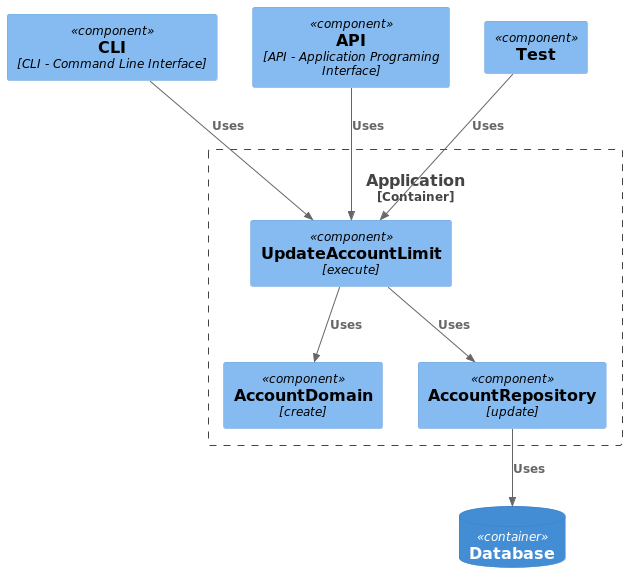 «component»
CLI
[CLI - Command Line Interface]
«component»
API
[API - Application Programing
Interface]
«component»
Test
Uses
Uses
Uses
Application
[Container]
«component»
UpdateAccountLimit
[execute]
Uses
Uses
«component»
AccountDomain
[create]
«component»
AccountRepository
[update]
Uses
«container»
Database